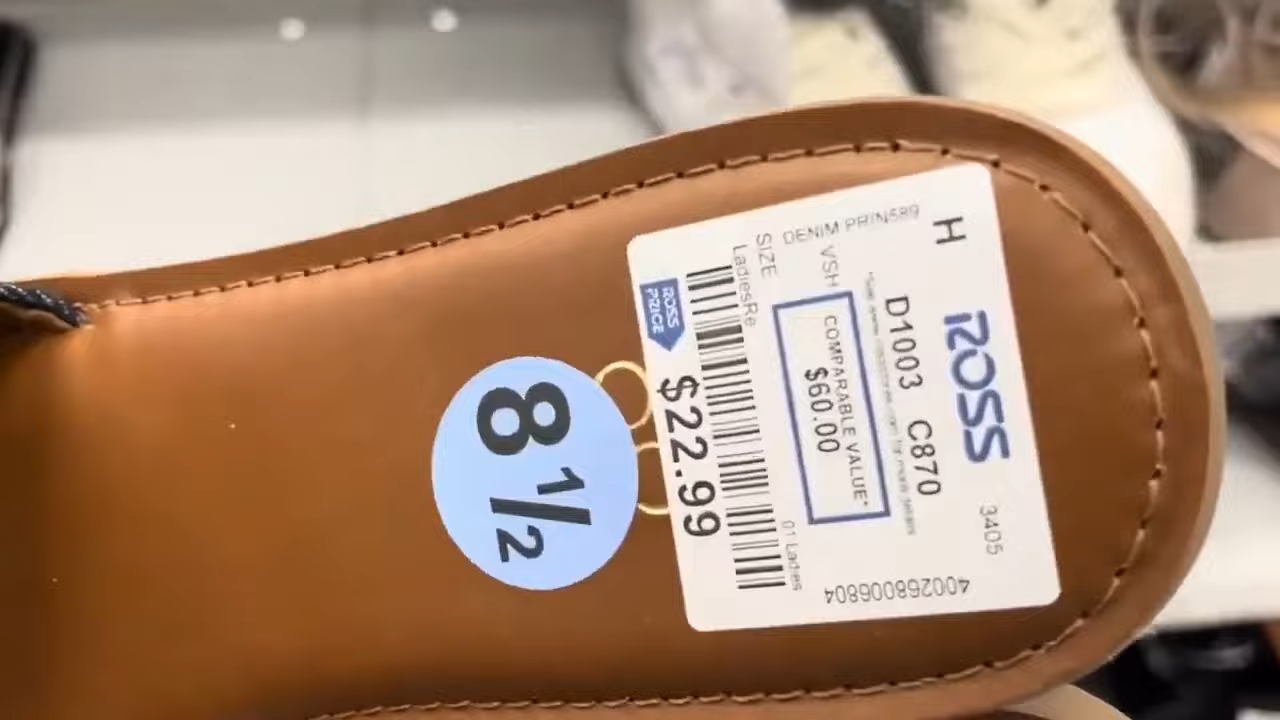 8 1/2
ROSS
3405
H
D1003 C870
COMPARABLE VALUE*
$60.00
DENIM PRIN589
VSH
SIZE
LadiesRe
01 Ladies
ROSS
PRICE
$22.99
400268006804